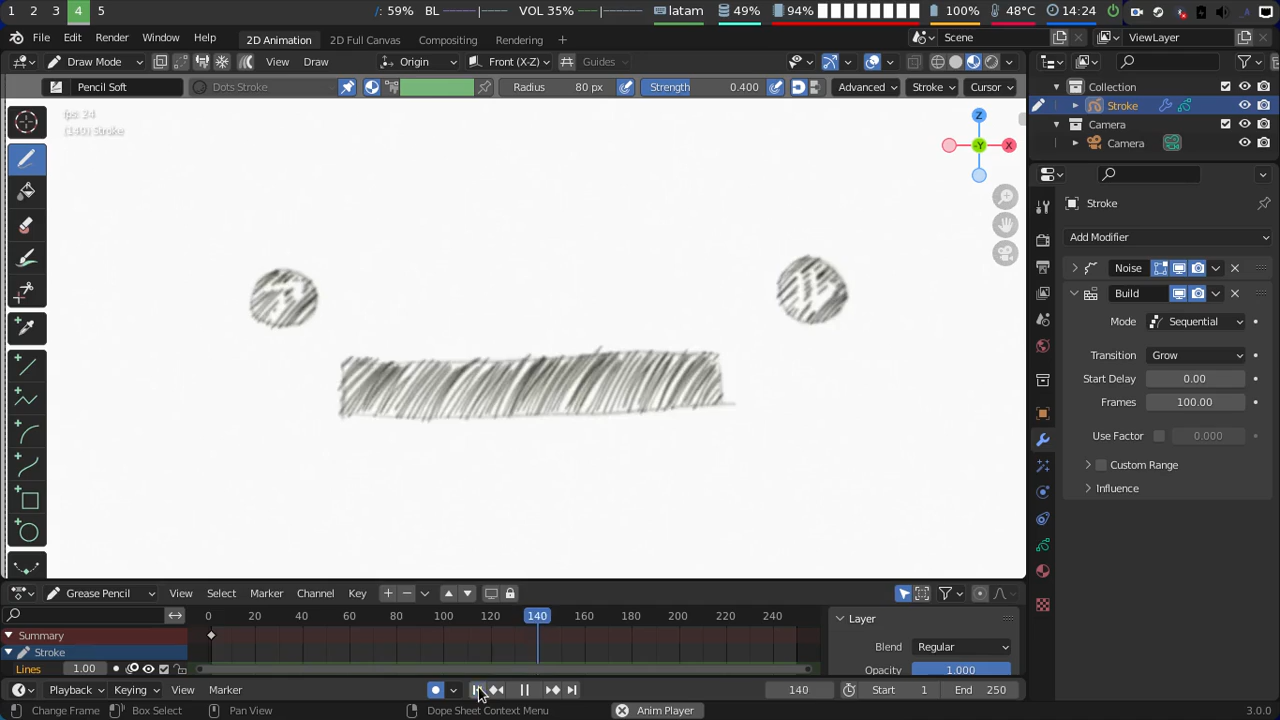 1 2 3 4 5 /: 59% BL VOL 35% latam 49% 94% 100% 48°C 14:24
File Edit Render Window Help 2D Animation 2D Full Canvas Compositing Rendering + Scene ViewLayer
Draw Mode View Draw Origin Front (X-Z) Guides
Pencil Soft Dots Stroke Radius 80 px Strength 0.400 Advanced Stroke Cursor
fps: 24
(140) Stroke
Z
-Y X
Collection
Stroke
Camera
Camera
Stroke
Add Modifier
Noise
Build
Mode Sequential
Transition Grow
Start Delay 0.00
Frames 100.00
Use Factor 0.000
Custom Range
Influence
Grease Pencil View Select Marker Channel Key
0 20 40 60 80 100 120 140 160 180 200 220 240
Summary
Stroke
Lines 1.00
Layer
Blend Regular
Opacity 1.000
Playback Keying View Marker 140 Start 1 End 250
Change Frame Box Select Pan View Dope Sheet Context Menu Anim Player 3.0.0